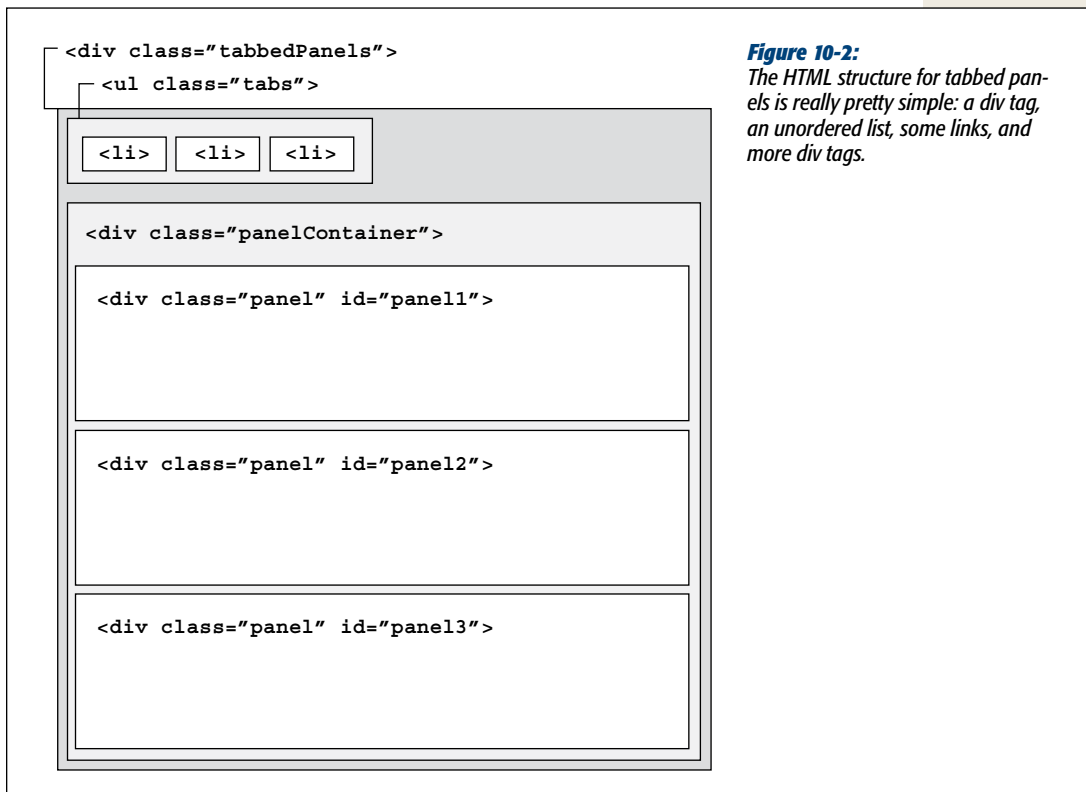 <div class="tabbedPanels">
<ul class="tabs">
<li> <li> <li>
<div class="panelContainer">
<div class="panel" id="panel1">
<div class="panel" id="panel2">
<div class="panel" id="panel3">
Figure 10-2:
The HTML structure for tabbed pan-
els is really pretty simple: a div tag,
an unordered list, some links, and
more div tags.